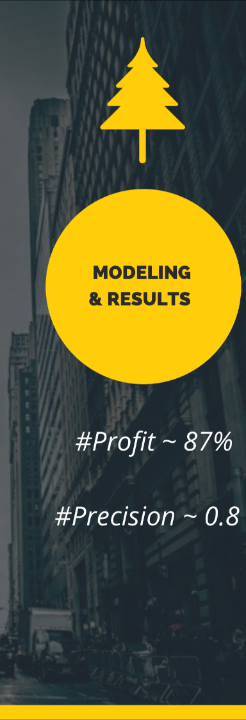 MODELING
& RESULTS
#Profit ~ 87%
#Precision ~ 0.8